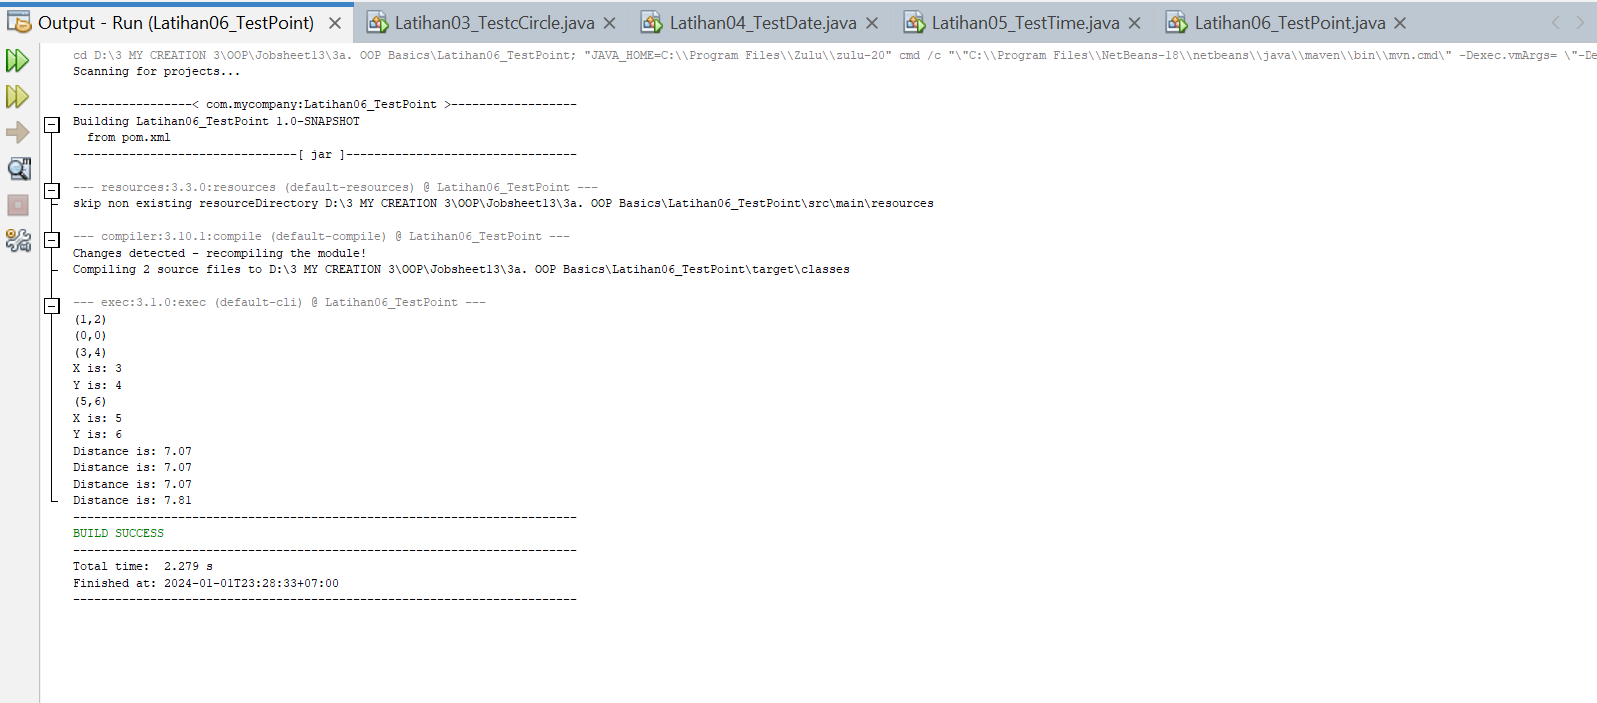 Output - Run (Latihan06_TestPoint) Latihan03_TestcCircle.java Latihan04_TestDate.java Latihan05_TestTime.java Latihan06_TestPoint.java
cd D:\3 MY CREATION 3\OOP\Jobsheet13\3a. OOP Basics\Latihan06_TestPoint; "JAVA_HOME=C:\\Program Files\\Zulu\\zulu-20" cmd /c "\"C:\\Program Files\\NetBeans-18\\netbeans\\java\\maven\\bin\\mvn.cmd\" -Dexec.vmArgs= \"-De
Scanning for projects...
-----------------< com.mycompany:Latihan06_TestPoint >------------------
Building Latihan06_TestPoint 1.0-SNAPSHOT
from pom.xml
--------------------------------[ jar ]---------------------------------
--- resources:3.3.0:resources (default-resources) @ Latihan06_TestPoint ---
skip non existing resourceDirectory D:\3 MY CREATION 3\OOP\Jobsheet13\3a. OOP Basics\Latihan06_TestPoint\src\main\resources
--- compiler:3.10.1:compile (default-compile) @ Latihan06_TestPoint ---
Changes detected - recompiling the module!
Compiling 2 source files to D:\3 MY CREATION 3\OOP\Jobsheet13\3a. OOP Basics\Latihan06_TestPoint\target\classes
--- exec:3.1.0:exec (default-cli) @ Latihan06_TestPoint ---
(1,2)
(0,0)
(3,4)
X is: 3
Y is: 4
(5,6)
X is: 5
Y is: 6
Distance is: 7.07
Distance is: 7.07
Distance is: 7.07
Distance is: 7.81
------------------------------------------------------------------------
BUILD SUCCESS
------------------------------------------------------------------------
Total time:  2.279 s
Finished at: 2024-01-01T23:28:33+07:00
------------------------------------------------------------------------